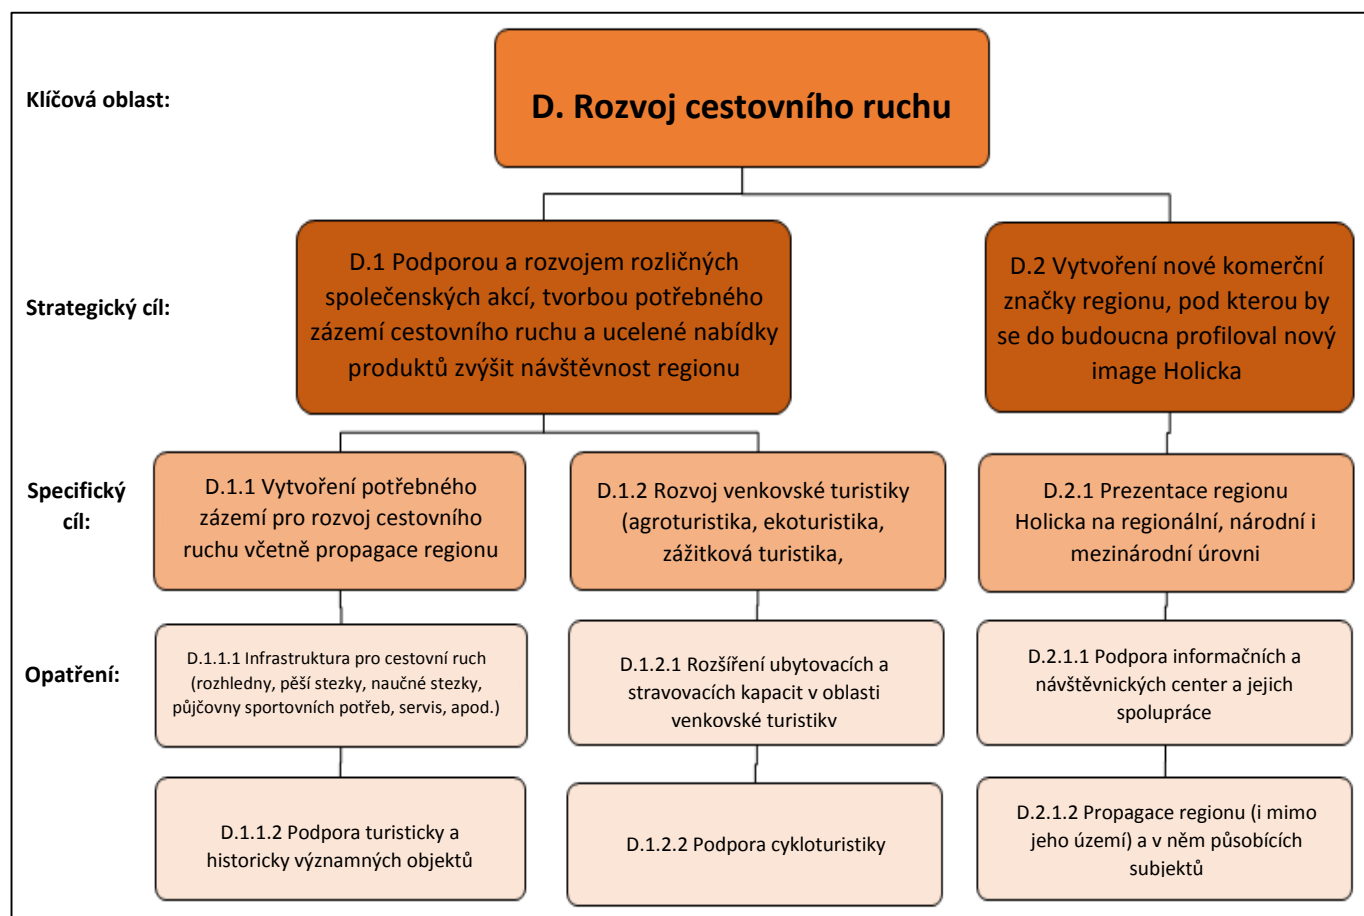 Klíčová oblast:
D. Rozvoj cestovního ruchu
Strategický cíl:
D.1 Podporou a rozvojem rozličných
společenských akcí, tvorbou potřebného
zázemí cestovního ruchu a ucelené nabídky
produktů zvýšit návštěvnost regionu
D.2 Vytvoření nové komerční
značky regionu, pod kterou by
se do budoucna profiloval nový
image Holicka
Specifický
cíl:
D.1.1 Vytvoření potřebného
zázemí pro rozvoj cestovního
ruchu včetně propagace regionu
D.1.2 Rozvoj venkovské turistiky
(agroturistika, ekoturistika,
zážitková turistika,
D.2.1 Prezentace regionu
Holicka na regionální, národní i
mezinárodní úrovni
Opatření:
D.1.1.1 Infrastruktura pro cestovní ruch
(rozhledny, pěší stezky, naučné stezky,
půjčovny sportovních potřeb, servis, apod.)
D.1.2.1 Rozšíření ubytovacích a
stravovacích kapacit v oblasti
venkovské turistiky
D.2.1.1 Podpora informačních a
návštěvnických center a jejich
spolupráce
D.1.1.2 Podpora turisticky a
historicky významných objektů
D.1.2.2 Podpora cykloturistiky
D.2.1.2 Propagace regionu (i mimo
jeho území) a v něm působících
subjektů